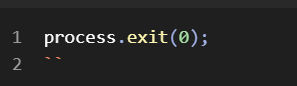 1 process.exit(0);
2 ``